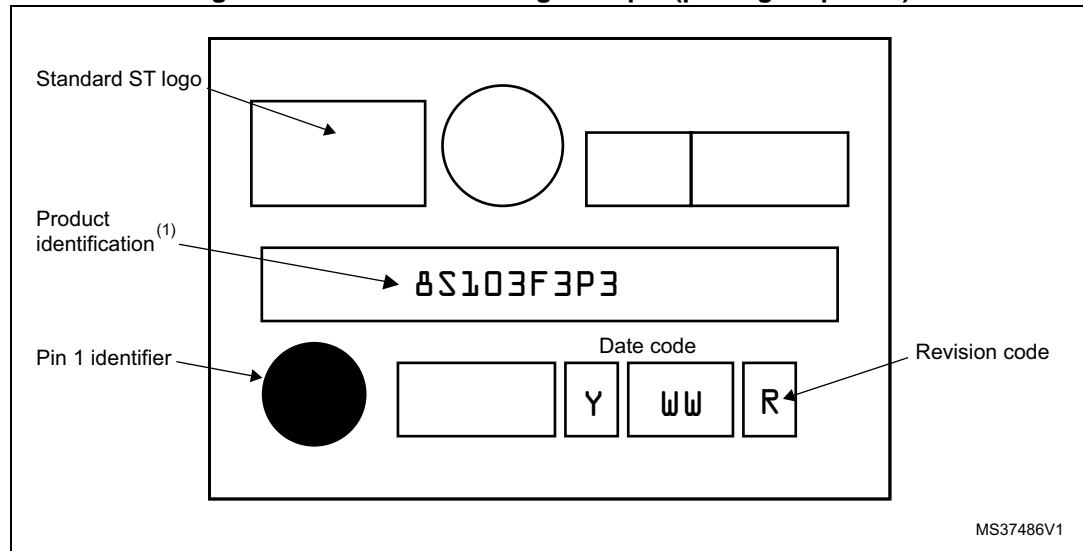 Standard ST logo
Product
identification (1)
8S103F3P3
Pin 1 identifier
Date code
Y WW R
Revision code
MS37486V1